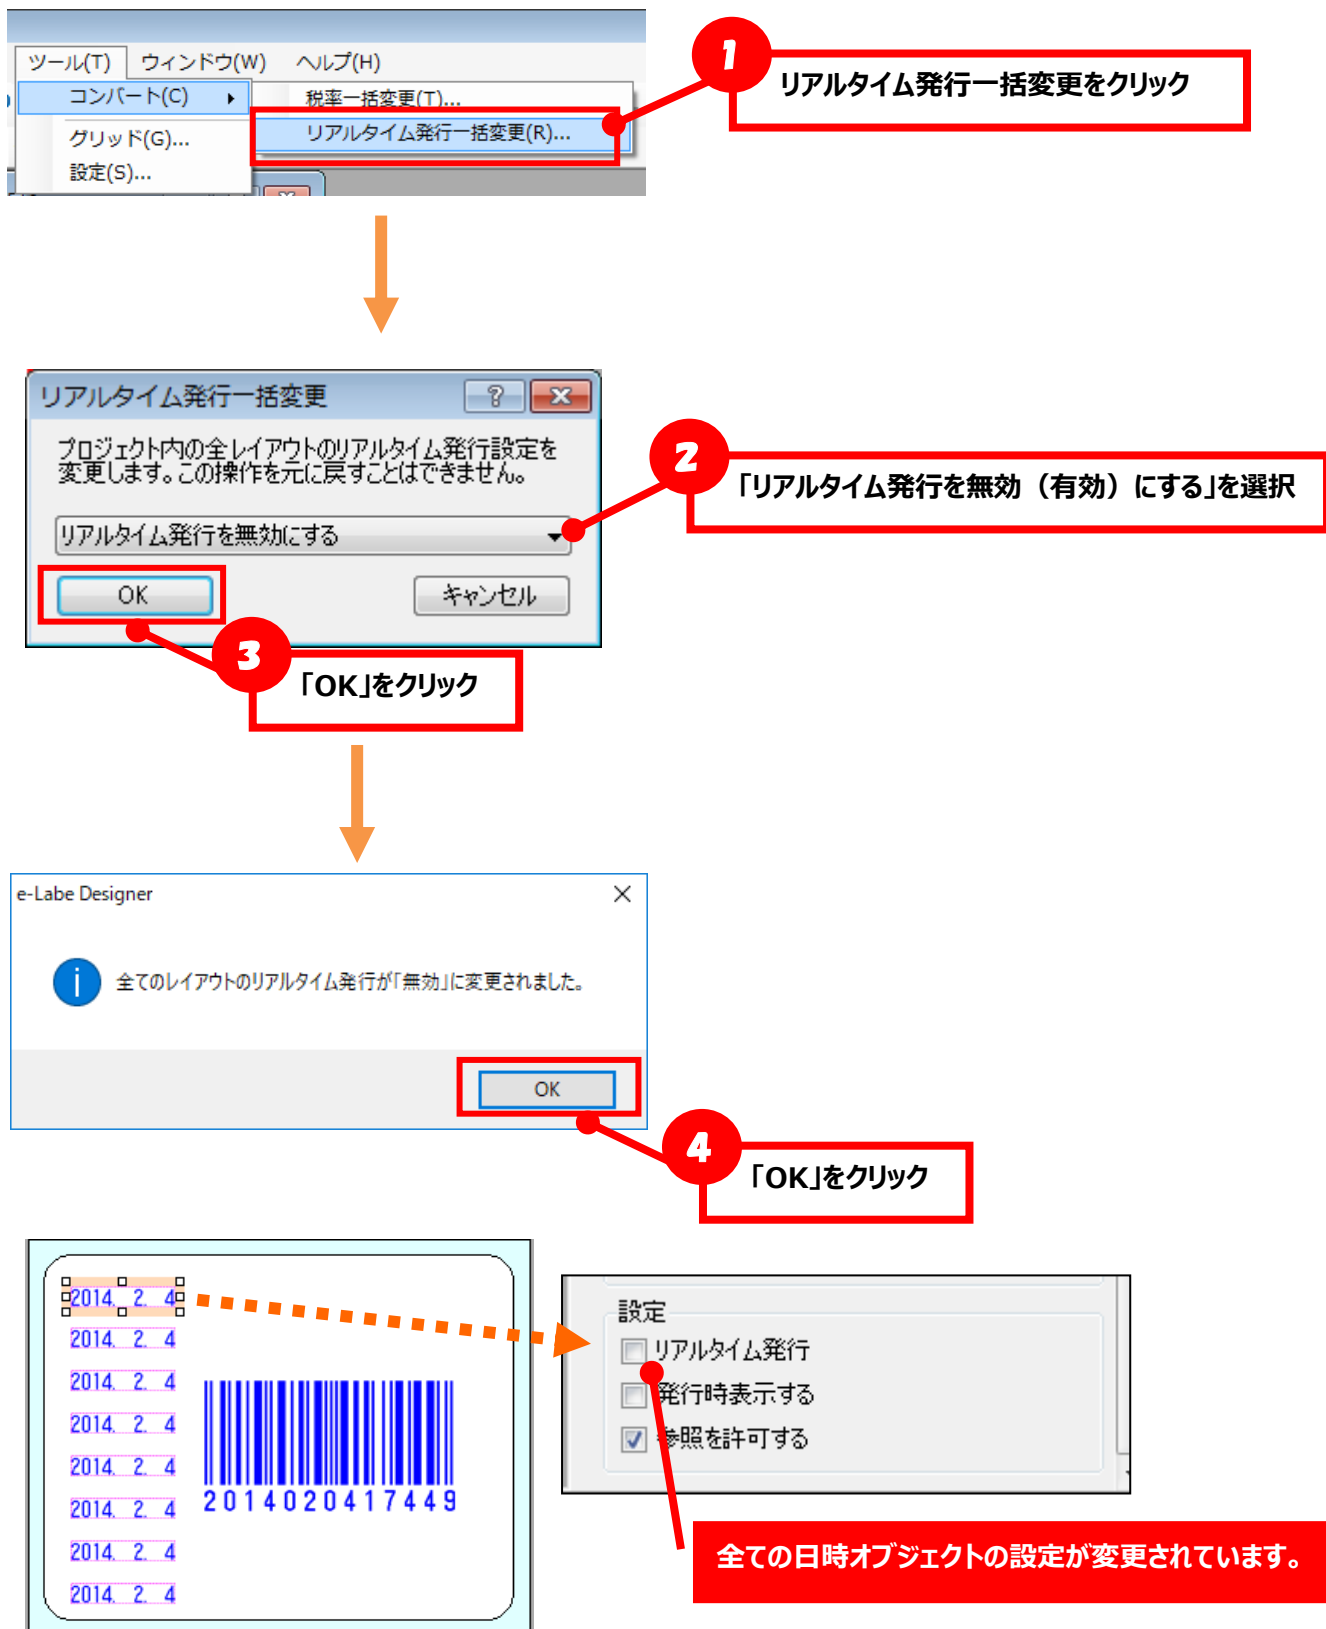 ツール(T) ウィンドウ(W) ヘルプ(H)
コンバート(C)
税率一括変更(T)...
グリッド(G)...
リアルタイム発行一括変更(R)...
設定(S)...
1
リアルタイム発行一括変更をクリック
リアルタイム発行一括変更
プロジェクト内の全レイアウトのリアルタイム発行設定を
変更します。この操作を元に戻すことはできません。
リアルタイム発行を無効にする
OK キャンセル
2
「リアルタイム発行を無効（有効）にする」を選択
3
「OK」をクリック
e-Labe Designer
全てのレイアウトのリアルタイム発行が「無効」に変更されました。
OK
4
「OK」をクリック
2014. 2. 4
2014. 2. 4
2014. 2. 4
2014. 2. 4
2014. 2. 4
2014. 2. 4
2014. 2. 4
2014. 2. 4
2014020417449
設定
リアルタイム発行
発行時表示する
参照を許可する
全ての日時オブジェクトの設定が変更されています。